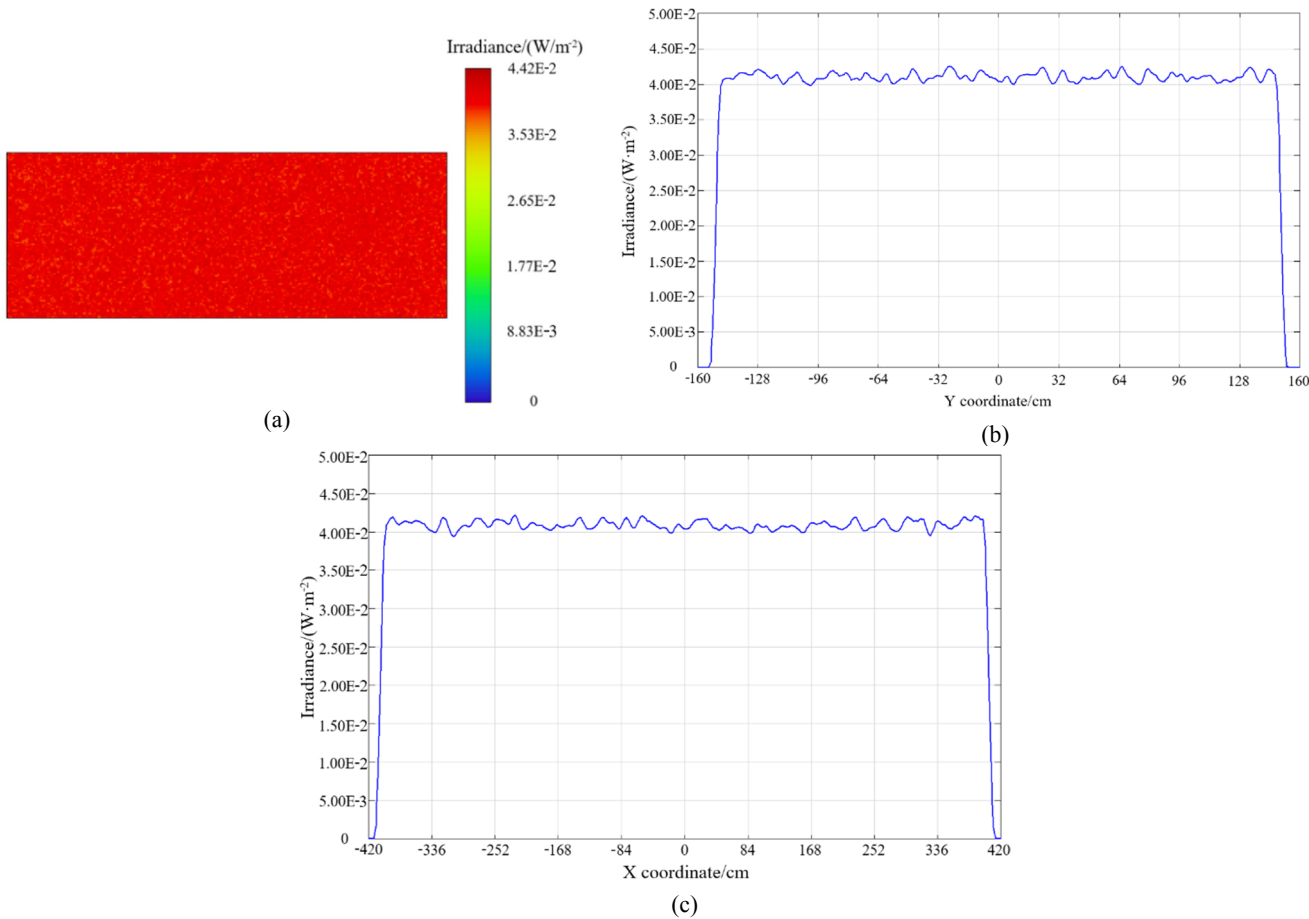 Irradiance/(W/m⁻²)
4.42E-2
3.53E-2
2.65E-2
1.77E-2
8.83E-3
0
(a)
5.00E-2
4.50E-2
4.00E-2
3.50E-2
3.00E-2
2.50E-2
2.00E-2
1.50E-2
1.00E-2
5.00E-3
0
Irradiance/(W·m⁻²)
-160 -128 -96 -64 -32 0 32 64 96 128 160
Y coordinate/cm
(b)
5.00E-2
4.50E-2
4.00E-2
3.50E-2
3.00E-2
2.50E-2
2.00E-2
1.50E-2
1.00E-2
5.00E-3
0
Irradiance/(W·m⁻²)
-420 -336 -252 -168 -84 0 84 168 252 336 420
X coordinate/cm
(c)